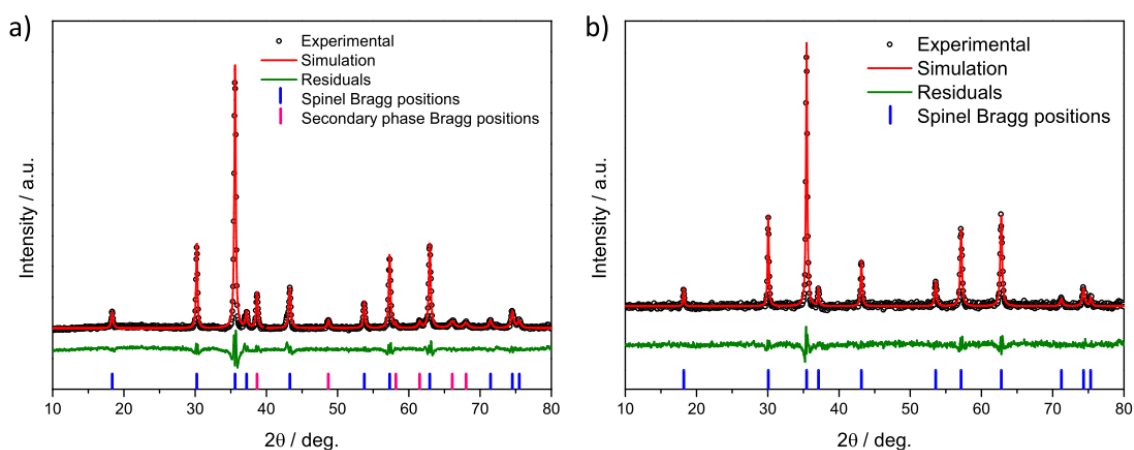 a)
Experimental
Simulation
Residuals
Spinel Bragg positions
Secondary phase Bragg positions
Intensity / a.u.
10 20 30 40 50 60 70 80
2θ / deg.
b)
Experimental
Simulation
Residuals
Spinel Bragg positions
Intensity / a.u.
10 20 30 40 50 60 70 80
2θ / deg.